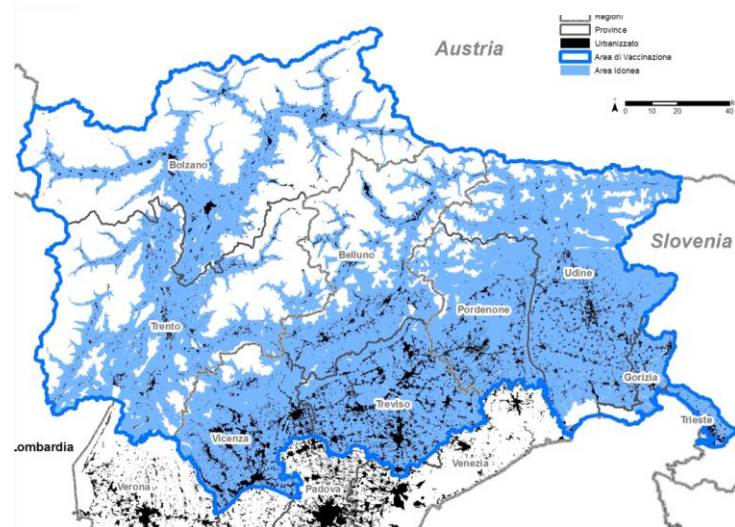 Regioni
Province
Urbanizzato
Area di Vaccinazione
Area Idonea
0 10 20 40
Austria
Slovenia
Bolzano
Belluno
Udine
Pordenone
Trento
Gorizia
Treviso
Trieste
Vicenza
Lombardia
Venezia
Verona
Padova